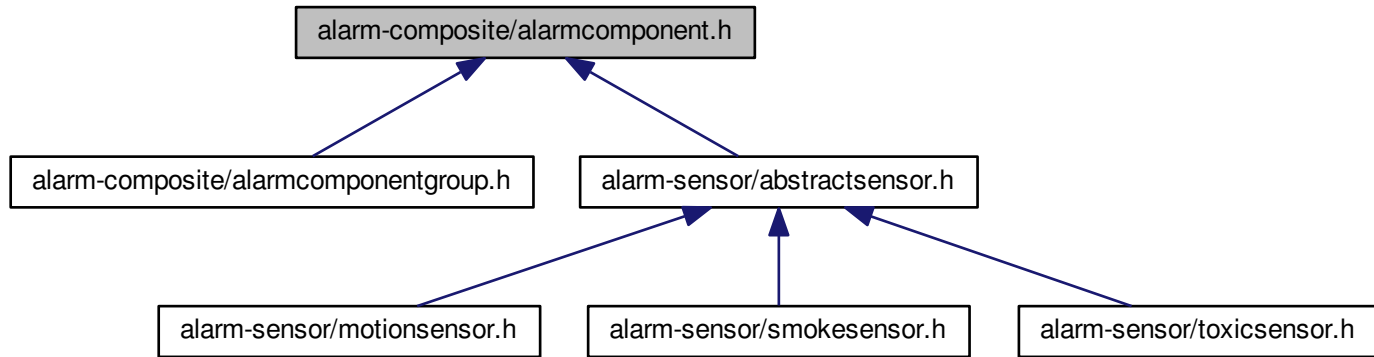 alarm-composite/alarmcomponent.h
alarm-composite/alarmcomponentgroup.h
alarm-sensor/abstractsensor.h
alarm-sensor/motionsensor.h
alarm-sensor/smokesensor.h
alarm-sensor/toxicsensor.h